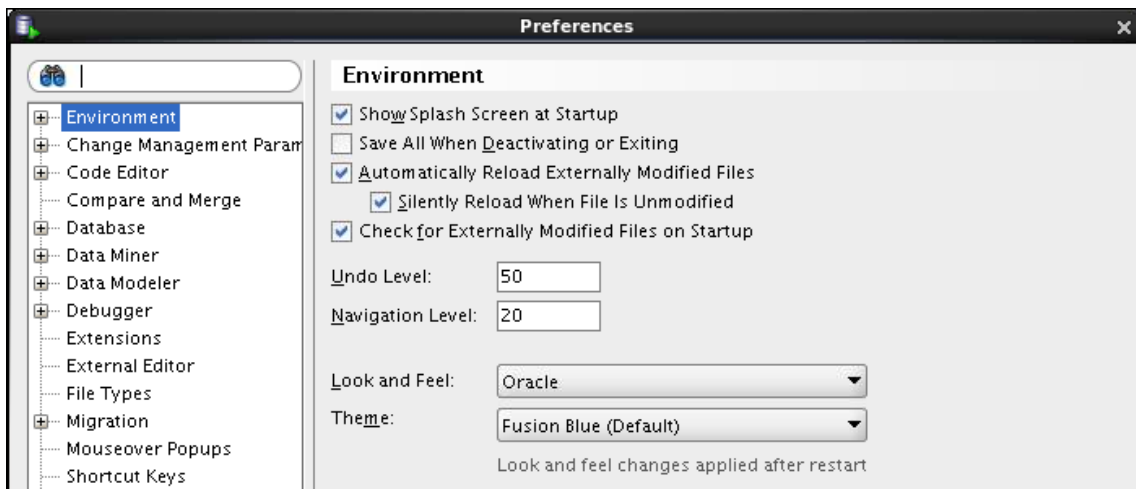 Preferences
Environment
Change Management Param
Code Editor
Compare and Merge
Database
Data Miner
Data Modeler
Debugger
Extensions
External Editor
File Types
Migration
Mouseover Popups
Shortcut Keys
Environment
Show Splash Screen at Startup
Save All When Deactivating or Exiting
Automatically Reload Externally Modified Files
Silently Reload When File Is Unmodified
Check for Externally Modified Files on Startup
Undo Level: 50
Navigation Level: 20
Look and Feel: Oracle
Theme: Fusion Blue (Default)
Look and feel changes applied after restart